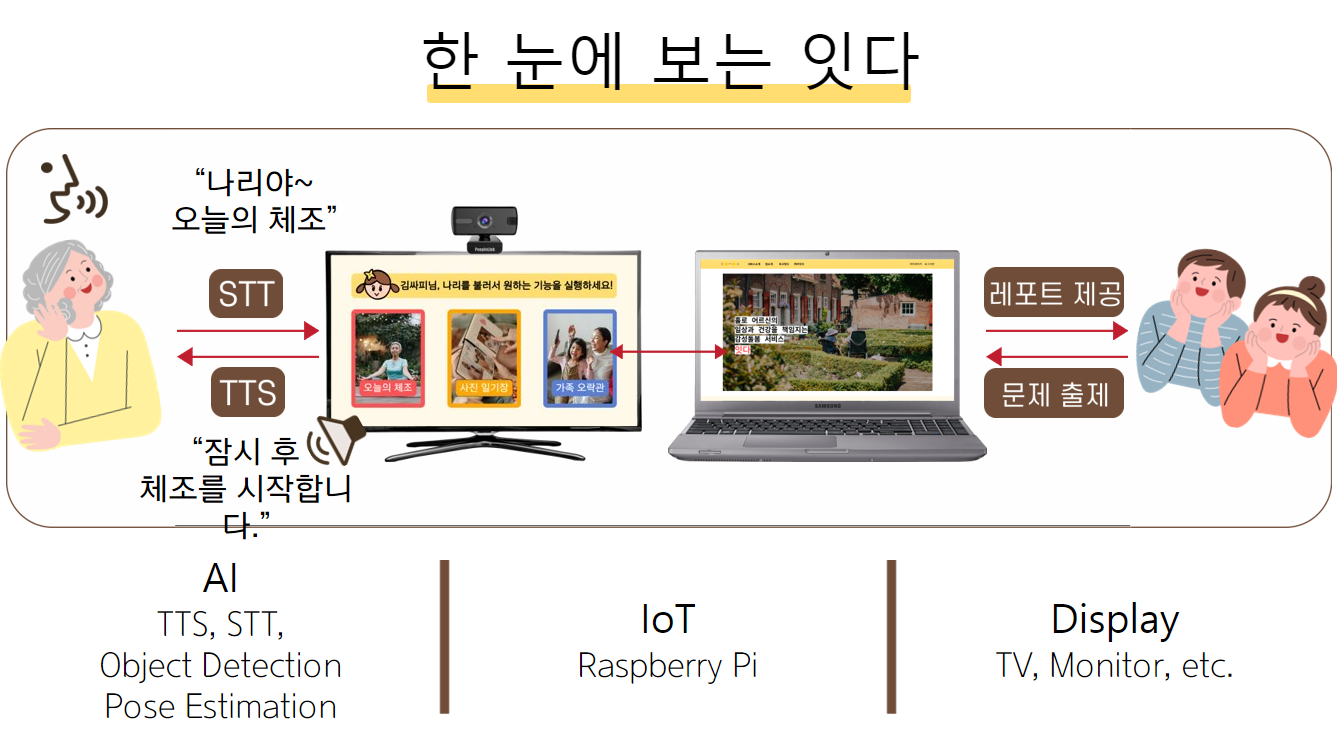 한 눈에 보는 잇다
“나리야~
오늘의 체조”
STT
TTS
“잠시 후
체조를 시작합니
다.”
김싸피님, 나리를 불러서 원하는 기능을 실행하세요!
오늘의 체조
사진 일기장
가족 오락관
홀로 어르신의
일상과 건강을 책임지는
감성돌봄 서비스
잇다
SAMSUNG
레포트 제공
문제 출제
AI
TTS, STT,
Object Detection
Pose Estimation
IoT
Raspberry Pi
Display
TV, Monitor, etc.